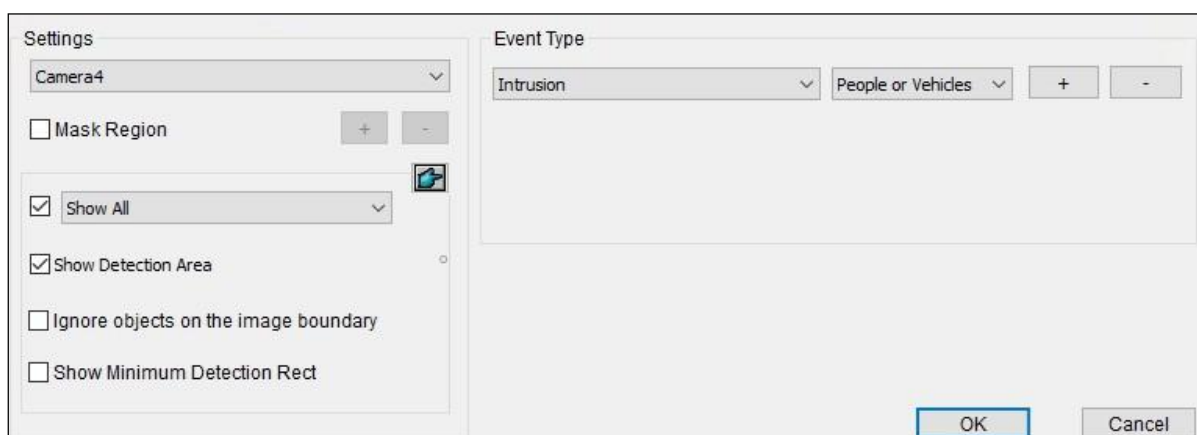 Settings
Camera4
Mask Region + -
Show All
Show Detection Area
Ignore objects on the image boundary
Show Minimum Detection Rect
Event Type
Intrusion People or Vehicles + -
OK Cancel